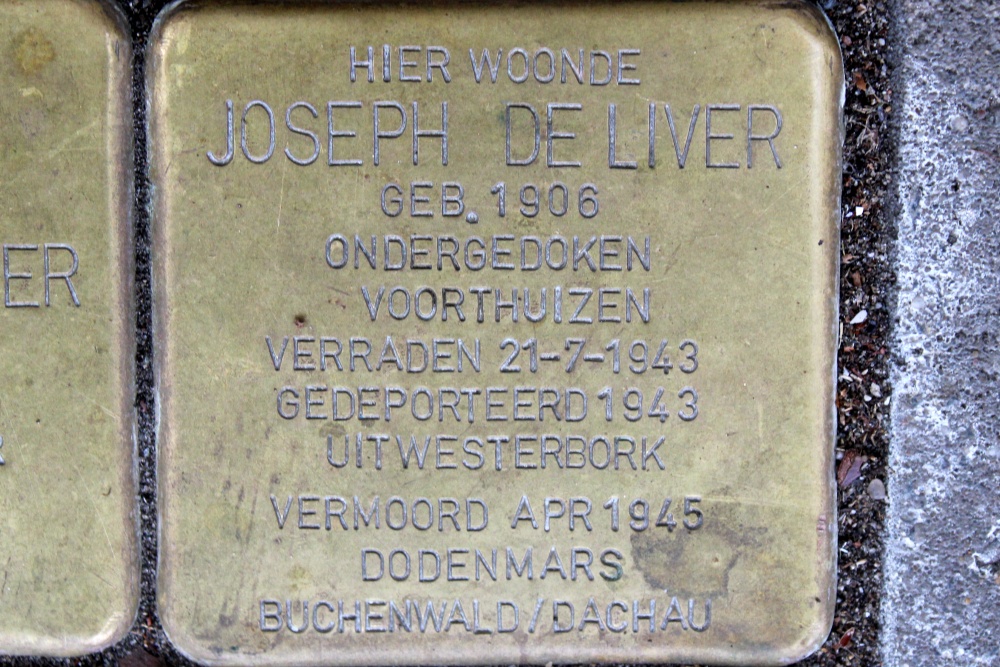 HIER WOONDE
JOSEPH DE LIVER
GEB. 1906
ONDERGEDOKEN
VOORTHUIZEN
VERRADEN 21-7-1943
GEDEPORTEERD 1943
UIT WESTERBORK
VERMOORD APR 1945
DODENMARS
BUCHENWALD/DACHAU
ER